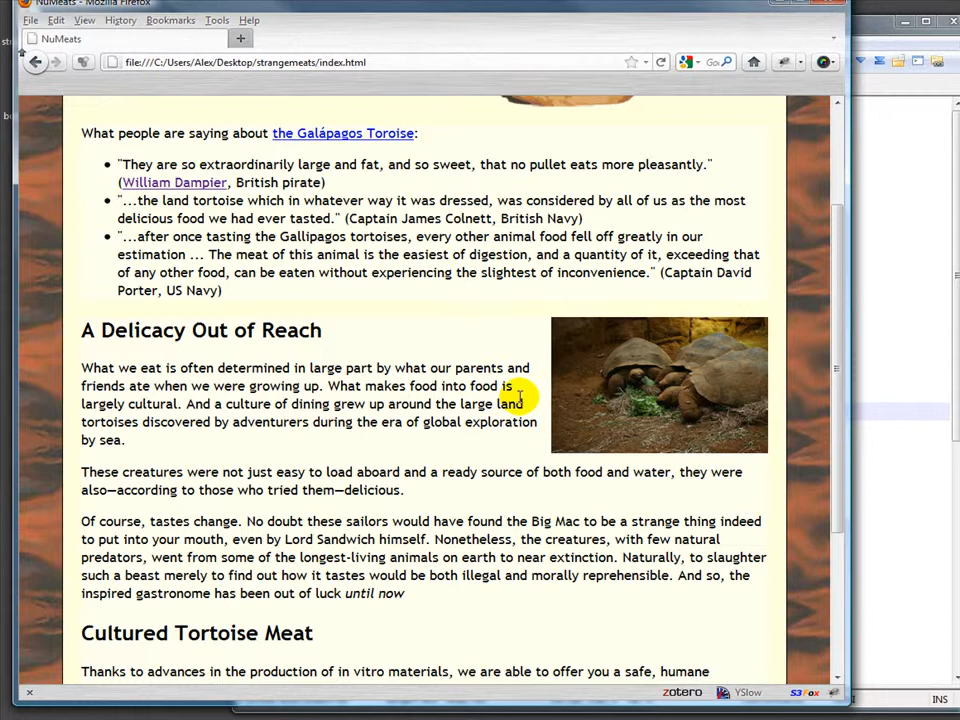 NuMeats - Mozilla Firefox
File Edit View History Bookmarks Tools Help
NuMeats
file:///C:/Users/Alex/Desktop/strangemeats/index.html
What people are saying about the Galápagos Toroise:
"They are so extraordinarily large and fat, and so sweet, that no pullet eats more pleasantly."
(William Dampier, British pirate)
"...the land tortoise which in whatever way it was dressed, was considered by all of us as the most
delicious food we had ever tasted." (Captain James Colnett, British Navy)
"...after once tasting the Gallipagos tortoises, every other animal food fell off greatly in our
estimation ... The meat of this animal is the easiest of digestion, and a quantity of it, exceeding that
of any other food, can be eaten without experiencing the slightest of inconvenience." (Captain David
Porter, US Navy)
A Delicacy Out of Reach
What we eat is often determined in large part by what our parents and
friends ate when we were growing up. What makes food into food is
largely cultural. And a culture of dining grew up around the large land
tortoises discovered by adventurers during the era of global exploration
by sea.
These creatures were not just easy to load aboard and a ready source of both food and water, they were
also—according to those who tried them—delicious.
Of course, tastes change. No doubt these sailors would have found the Big Mac to be a strange thing indeed
to put into your mouth, even by Lord Sandwich himself. Nonetheless, the creatures, with few natural
predators, went from some of the longest-living animals on earth to near extinction. Naturally, to slaughter
such a beast merely to find out how it tastes would be both illegal and morally reprehensible. And so, the
inspired gastronome has been out of luck until now
Cultured Tortoise Meat
Thanks to advances in the production of in vitro materials, we are able to offer you a safe, humane
zotero YSlow S3Fox
INS